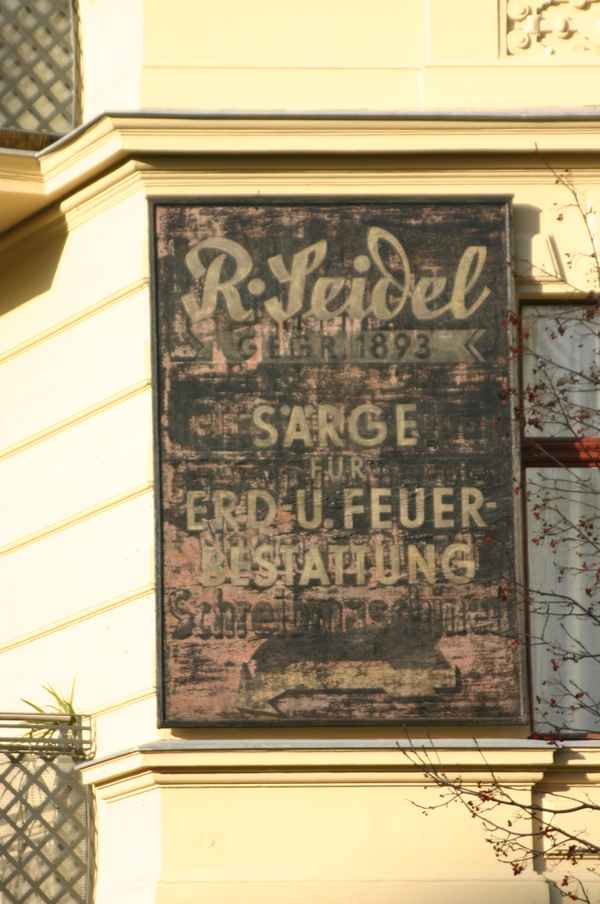 R. Seidel
GEGR 1893
SÄRGE
FÜR
ERD- U. FEUER-
BESTATTUNG
Schreibmaschinen